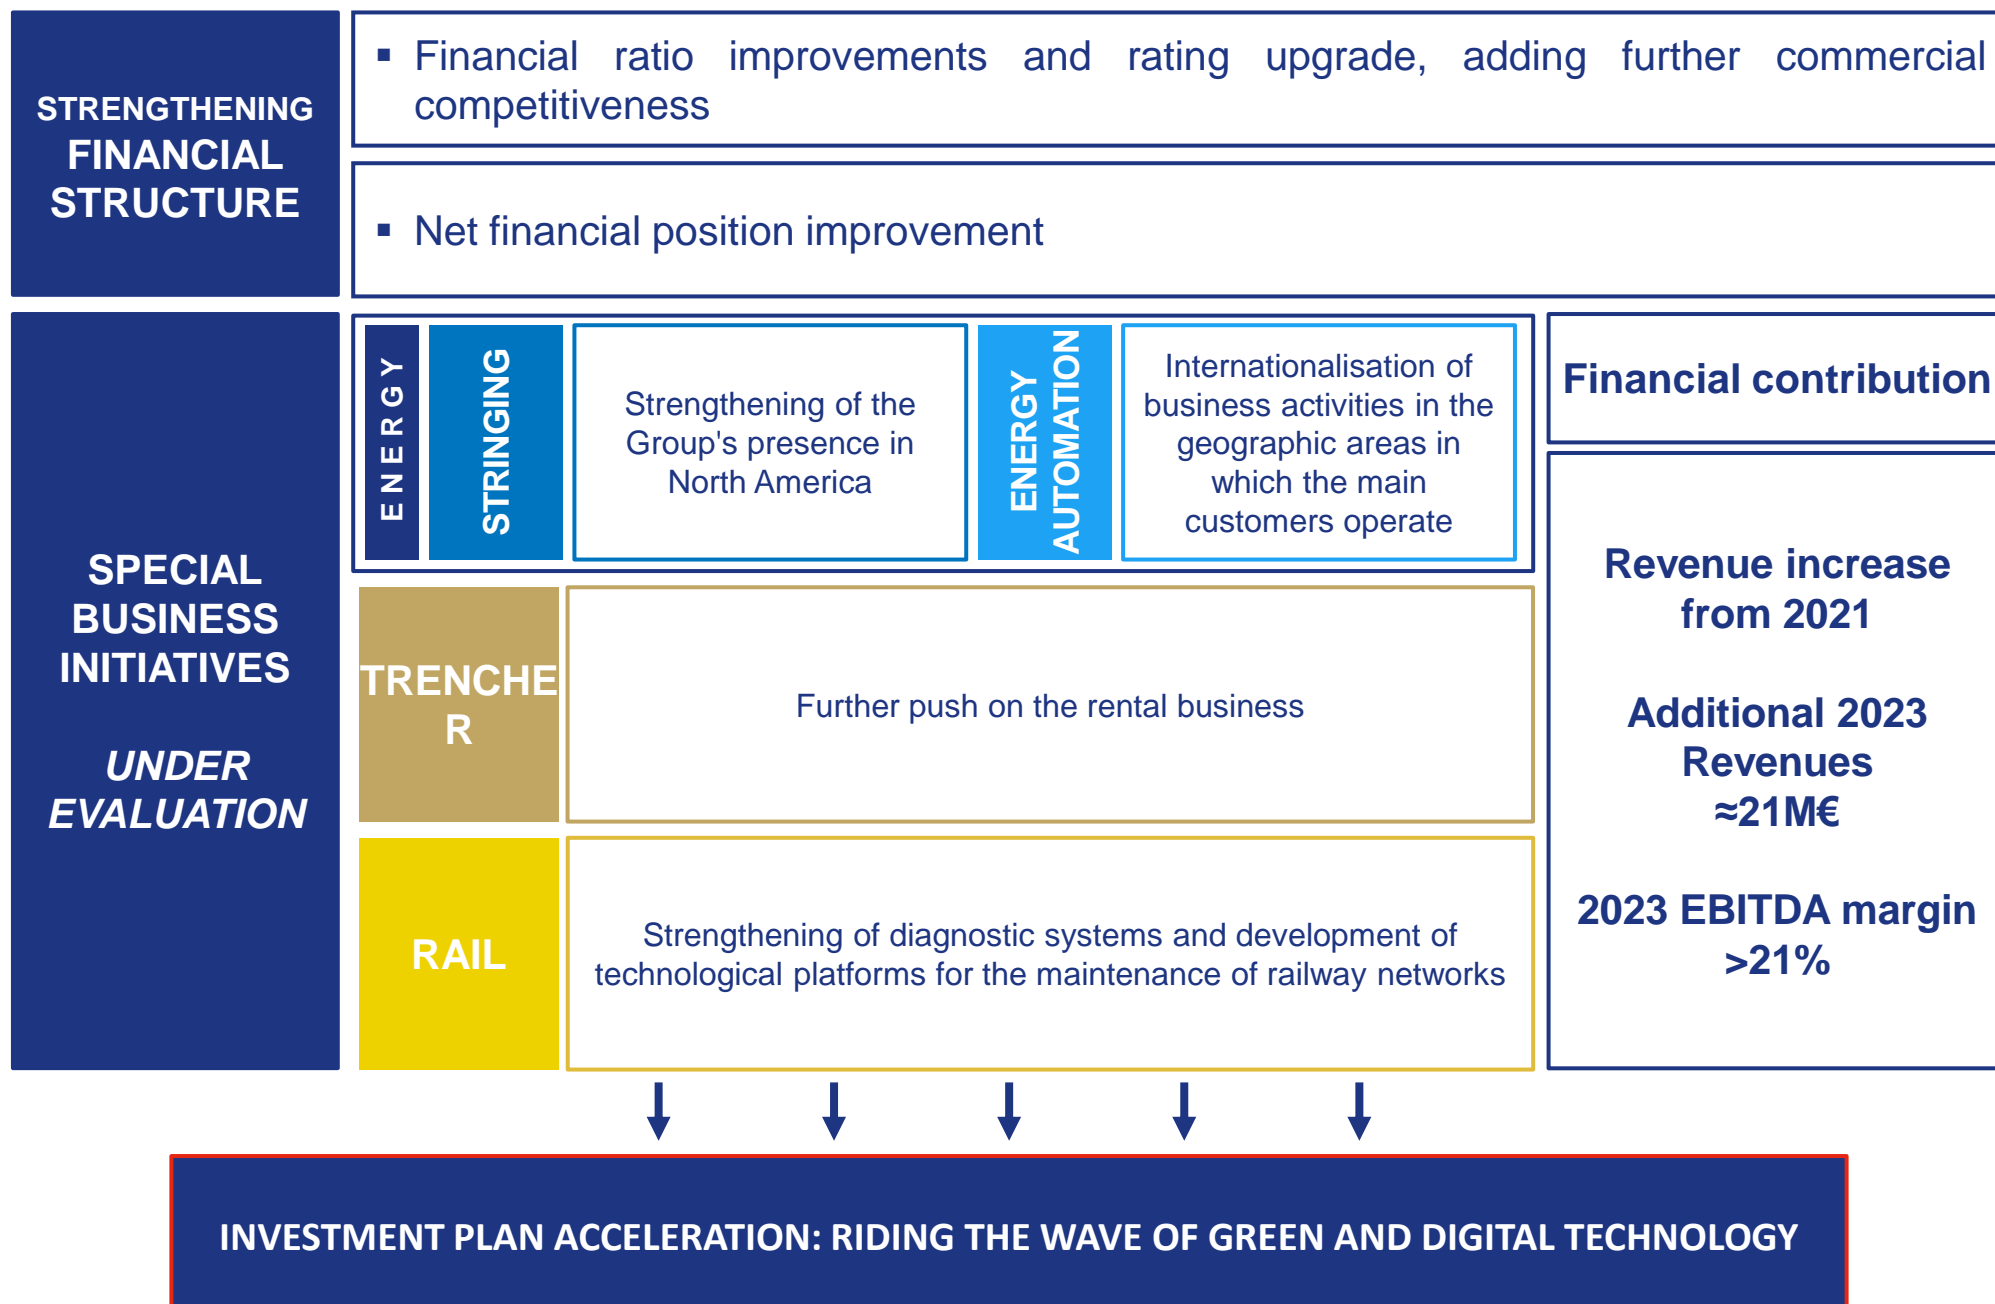 STRENGTHENING
FINANCIAL
STRUCTURE
▪ Financial ratio improvements and rating upgrade, adding further commercial
competitiveness
▪ Net financial position improvement
SPECIAL
BUSINESS
INITIATIVES
UNDER
EVALUATION
ENERGY
STRINGING
Strengthening of the
Group's presence in
North America
ENERGY
AUTOMATION
Internationalisation of
business activities in the
geographic areas in
which the main
customers operate
TRENCHE
R
Further push on the rental business
RAIL
Strengthening of diagnostic systems and development of
technological platforms for the maintenance of railway networks
Financial contribution
Revenue increase
from 2021
Additional 2023
Revenues
≈21M€
2023 EBITDA margin
>21%
INVESTMENT PLAN ACCELERATION: RIDING THE WAVE OF GREEN AND DIGITAL TECHNOLOGY